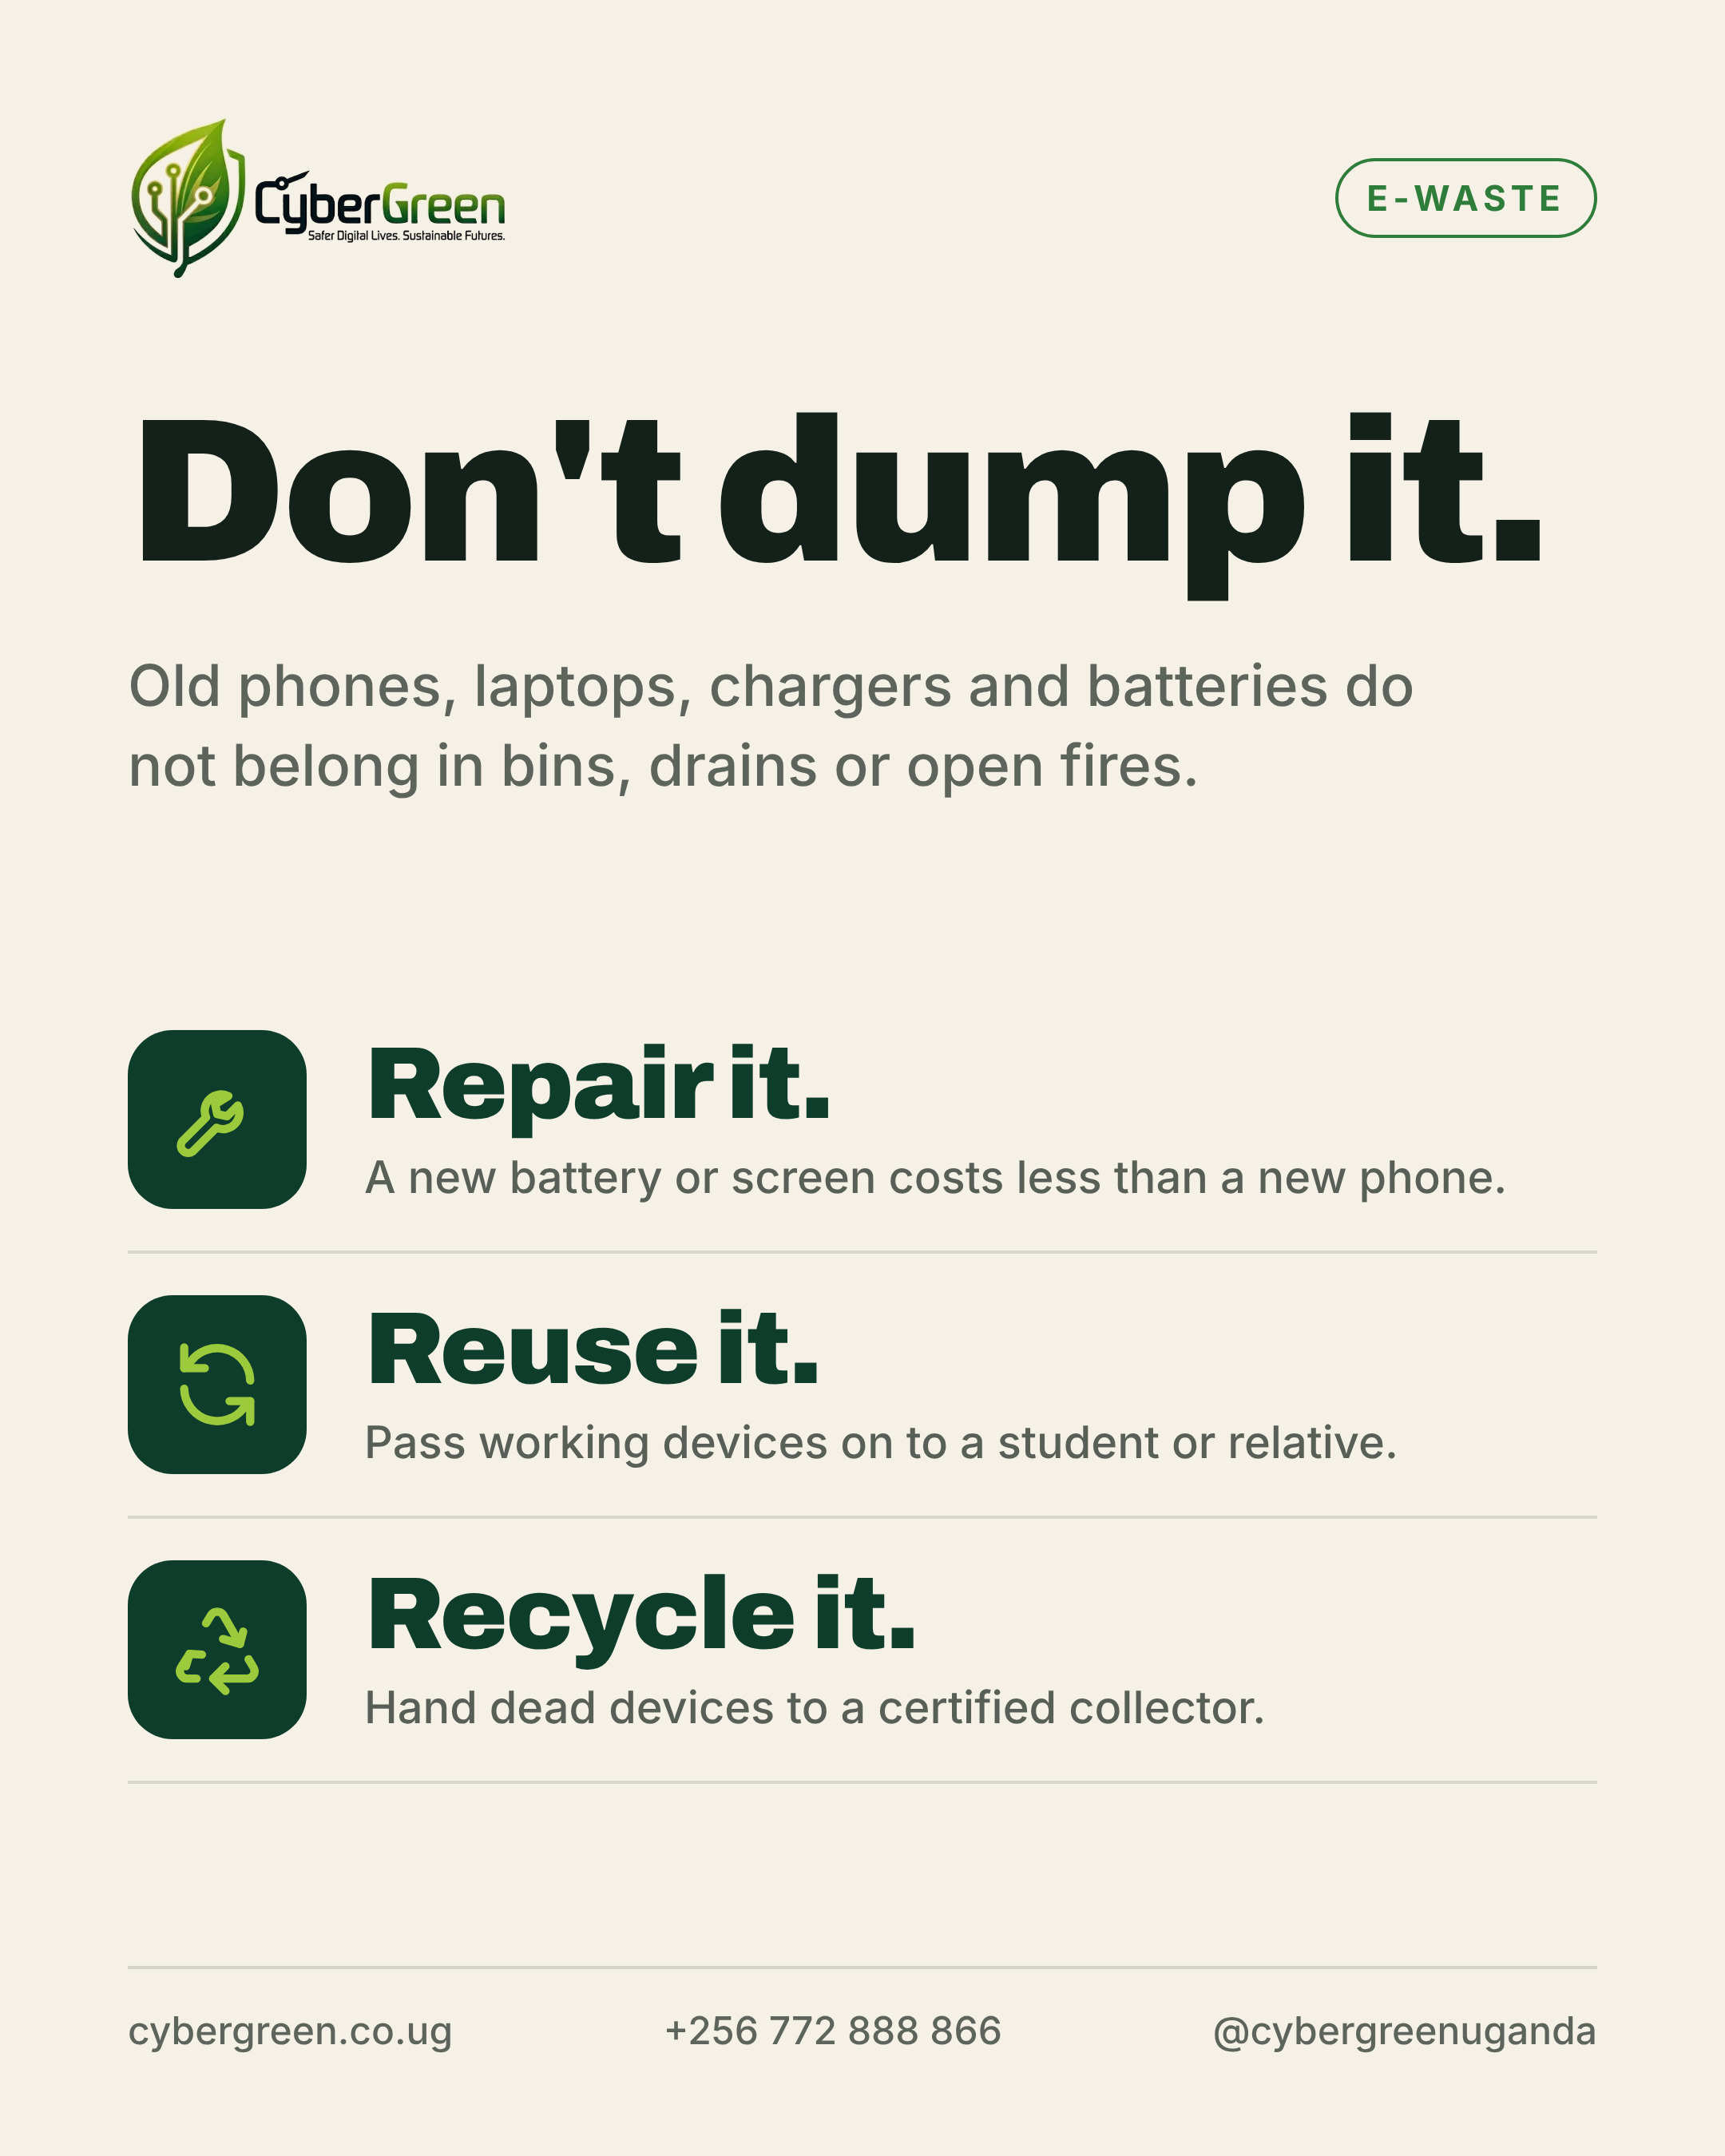 CyberGreen
Safer Digital Lives. Sustainable Futures.
E-WASTE
Don't dump it.
Old phones, laptops, chargers and batteries do
not belong in bins, drains or open fires.
Repair it.
A new battery or screen costs less than a new phone.
Reuse it.
Pass working devices on to a student or relative.
Recycle it.
Hand dead devices to a certified collector.
cybergreen.co.ug
+256 772 888 866
@cybergreenuganda